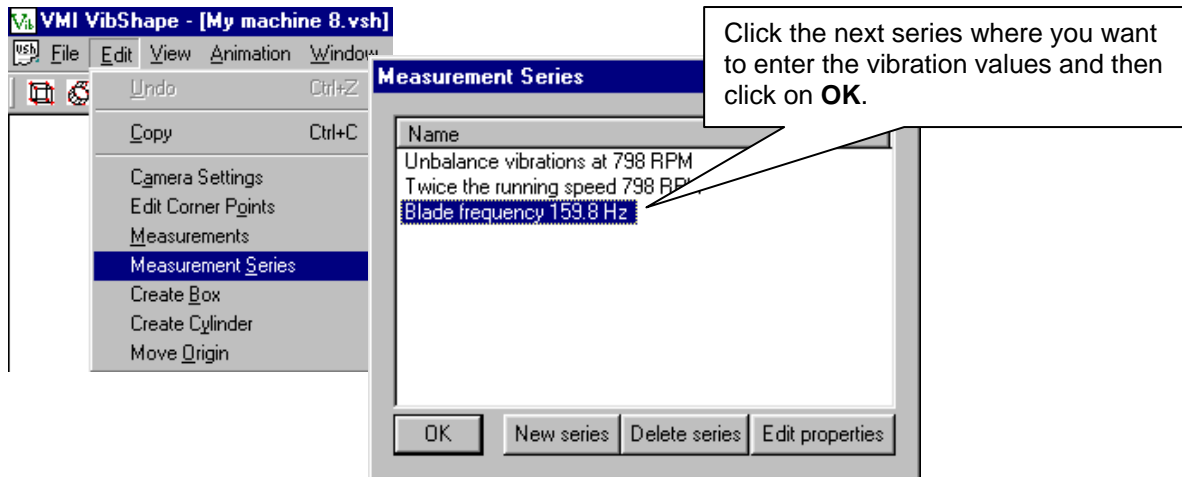 VMI VibShape - [My machine 8.vsh]
File Edit View Animation Window
Undo Ctrl+Z
Copy Ctrl+C
Camera Settings
Edit Corner Points
Measurements
Measurement Series
Create Box
Create Cylinder
Move Origin
Measurement Series
Name
Unbalance vibrations at 798 RPM
Twice the running speed 798 RPM
Blade frequency 159.8 Hz
OK New series Delete series Edit properties
Click the next series where you want
to enter the vibration values and then
click on OK.